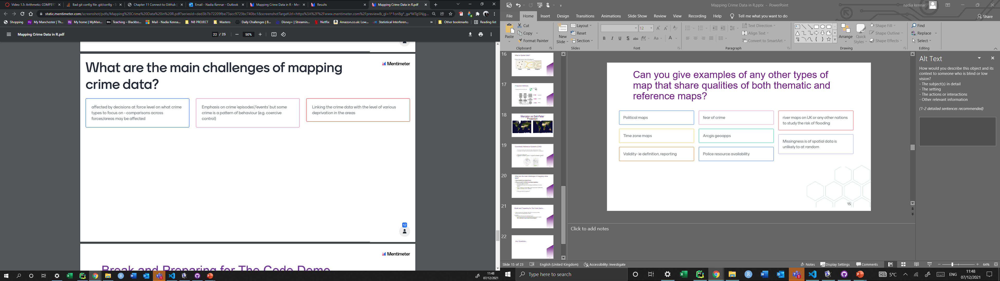 Video 1.5: Arithmetic: COMP517
Bad git config file .git/config - S
Chapter 11 Connect to GitHub |
Email - Nadia Kennar - Outlook
Mapping Crime Data in R - Men
Results
Mapping Crime Data in R.pdf
static.mentimeter.com/screenshot/pdfs/Mapping%20Crime%20Data%20in%20R.pdf?seriesId=ded3b7b72209fbe73acc9723bc740bc1&screenshotTargetUrl=https%3A%2F%2Fwww.mentimeter.com%2Fpreview&_gl=1*1ori8g*_ga*MTg5Njg...
Shopping
My Manchester | Th...
My home | MyMan...
Teaching – Blackbo...
Mail - Nadia Kenna...
N8 PROJECT
Masters
Daily Challenges | B...
Disney+ | Streamin...
Netflix
Amazon.co.uk: Low...
Statistical Interferen...
»
Other bookmarks
Reading list
Mapping Crime Data in R.pdf
22 / 25
50%
What are the main challenges of mapping
crime data?
Mentimeter
affected by decisions at force level on what crime
types to focus on - comparisons across
forces/areas may be affected
Emphasis on crime 'episodes'/'events' but some
crime is a pattern of behaviour (e.g. coercive
control)
Linking the crime data with the level of various
deprivation in the areas
12
Mentimeter
Break and Preparing for The Code Demo
11:48
07/12/2021
Mapping Crime Data in R.pptx - PowerPoint
nadia kennar
File
Home
Insert
Design
Transitions
Animations
Slide Show
Review
View
Recording
Help
Tell me what you want to do
Share
Paste
Cut
Copy
Format Painter
Clipboard
New
Slide
Layout
Reset
Section
Slides
12
Font
Text Direction
Align Text
Convert to SmartArt
Paragraph
Arrange
Quick
Styles
Shape Fill
Shape Outline
Shape Effects
Drawing
Find
Replace
Select
Editing
16
What is Spatial Data?
Points
Lines
Polygons
17
Projection Methods
18
Mercator vs Gall-Peter
Projection
19
Coordinate Reference Systems (CRS)
20
What are the main challenges of mapping crime
data?
21
Break and Preparing for The Code Demo...
22
Any Questions...
Can you give examples of any other types of
map that share qualities of both thematic and
reference maps?
Political maps
fear of crime
river maps on UK or any other nations
to study the risk of flooding
Time zone maps
Arcgis geoapps
Missingness is of spatial data is
unlikely to at random
Validity- ie definition, reporting
Police resource availability
15
Click to add notes
Alt Text
How would you describe this object and its
context to someone who is blind or low
vision?
- The subject(s) in detail
- The setting
- The actions or interactions
- Other relevant information
(1-2 detailed sentences recommended)
Slide 15 of 23
English (United Kingdom)
Accessibility: Investigate
Notes
Display Settings
Comments
64%
Type here to search
5°C
ENG
11:48
07/12/2021